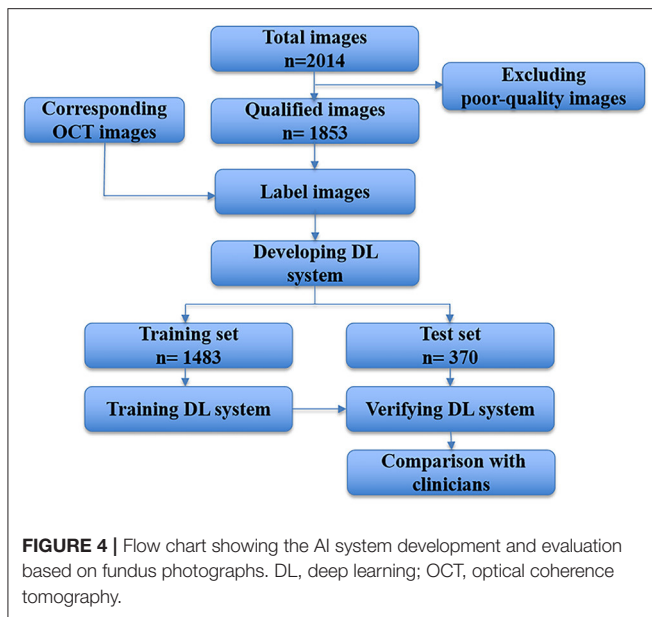 Total images
n=2014
Excluding
poor-quality images
Corresponding
OCT images
Qualified images
n= 1853
Label images
Developing DL
system
Training set
n= 1483
Test set
n= 370
Training DL system
Verifying DL system
Comparison with
clinicians
FIGURE 4 | Flow chart showing the AI system development and evaluation
based on fundus photographs. DL, deep learning; OCT, optical coherence
tomography.